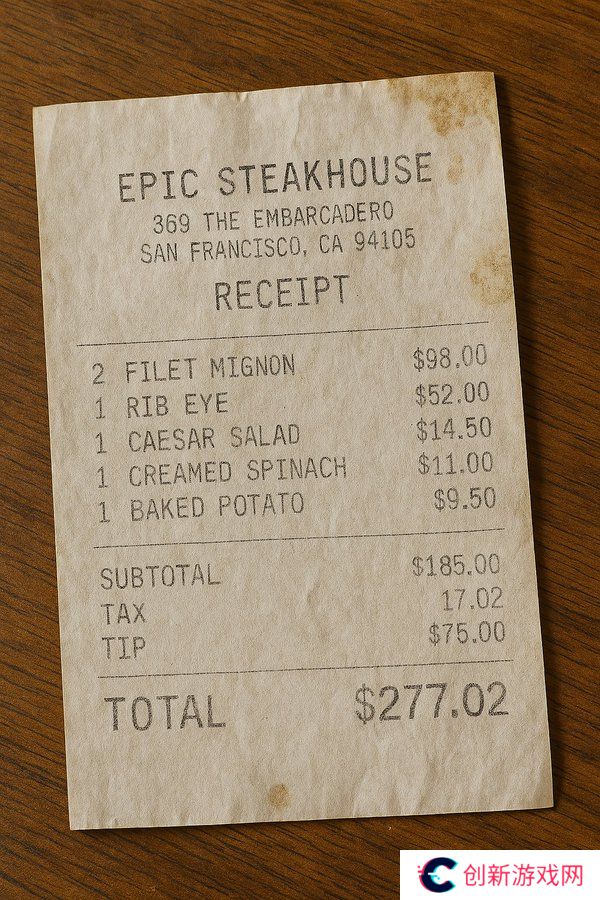 EPIC STEAKHOUSE
369 THE EMBARCADERO
SAN FRANCISCO, CA 94105
RECEIPT
2 FILET MIGNON $98.00
1 RIB EYE $52.00
1 CAESAR SALAD $14.50
1 CREAMED SPINACH $11.00
1 BAKED POTATO $9.50
SUBTOTAL $185.00
TAX 17.02
TIP $75.00
TOTAL $277.02
创新游戏网